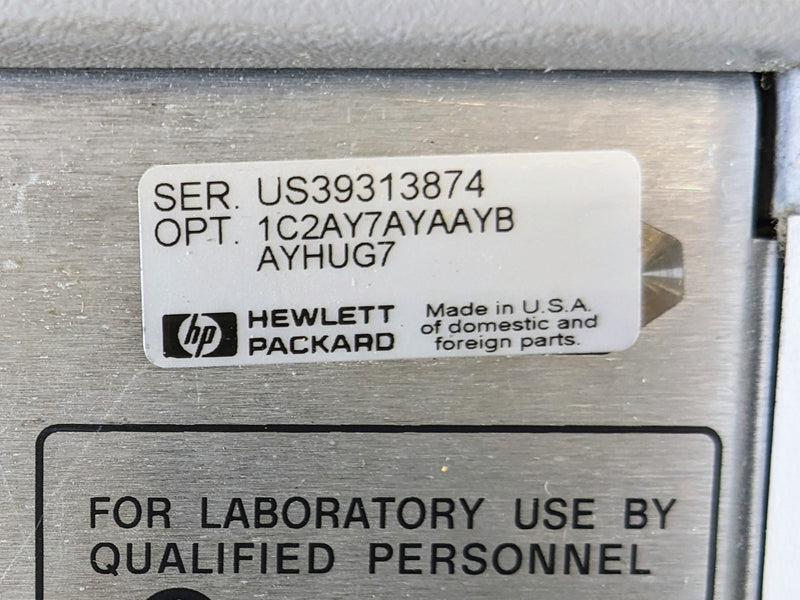 SER. US39313874
OPT. 1C2AY7AYAAYB
AYHUG7
hp HEWLETT
PACKARD
Made in U.S.A.
of domestic and
foreign parts.
FOR LABORATORY USE BY
QUALIFIED PERSONNEL